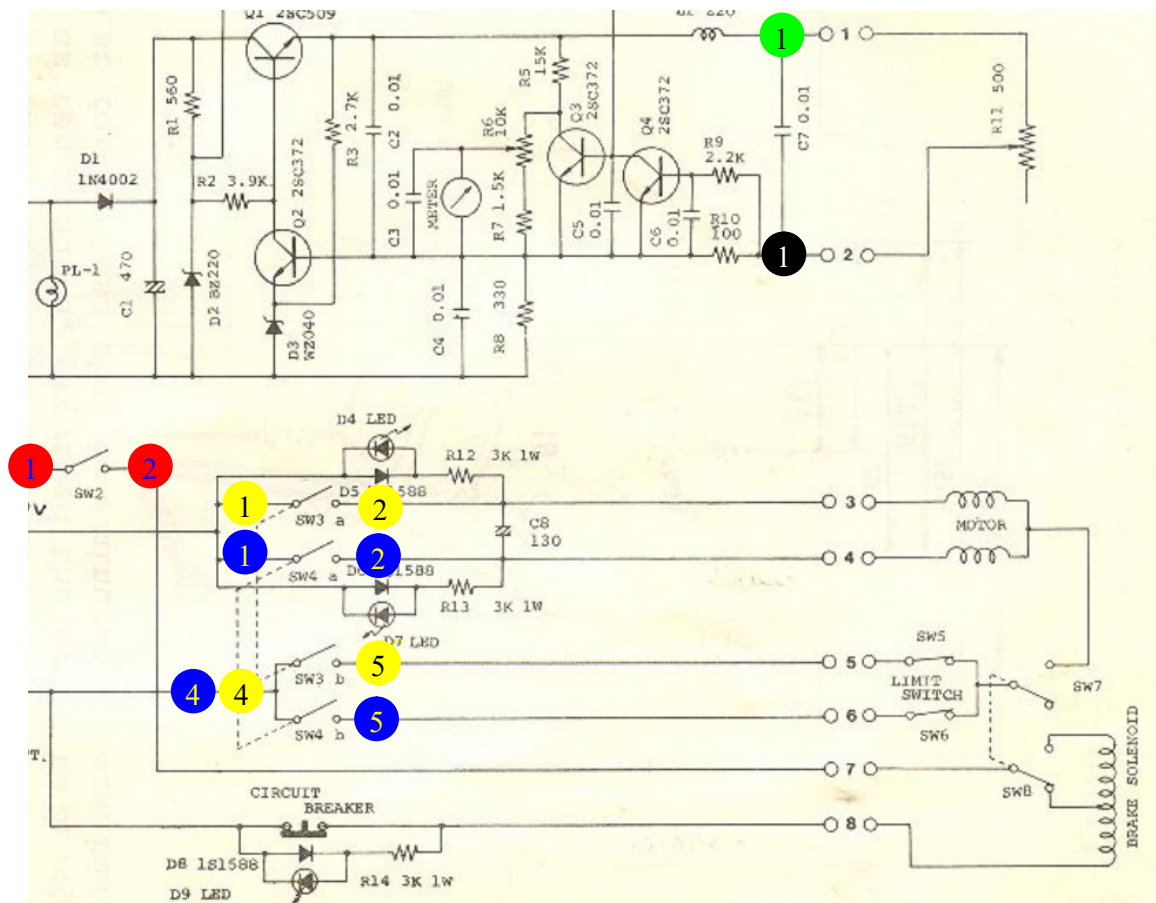 Q1 2SC509
1
1
R1 560
R3 2.7K
C2 0.01
R5 15K
Q3 2SC372
Q4 2SC372
R9 2.2K
C7 0.01
R11 500
D1 1N4002
R2 3.9K
Q2 2SC372
C3 0.01
METER
R6 10K
R7 1.5K
C5 0.01
C6 0.01
R10 100
1
2
PL-1
C1 470
D2 BZ220
D3 WZ040
C4 0.01
R8 330
D4 LED
1
2
SW2
R12 3K 1W
1
SW3 a
2
3
MOTOR
C8 130
1
SW4 a
2
4
R13 3K 1W
D7 LED
4
4
SW3 b
5
5
SW5
LIMIT SWITCH
SW7
SW4 b
5
6
SW6
7
SW8
BRAKE SOLENOID
CIRCUIT BREAKER
8
D8 1S1588
R14 3K 1W
D9 LED